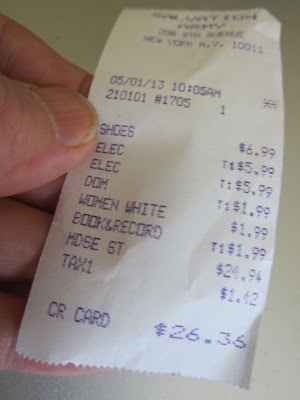 SALVATION
ARMY
208 8TH AVENUE
NEW YORK N.Y. 10011
05/01/13 10:05AM
210101 #1705 1
SHOES $6.99
ELEC T1$5.99
ELEC T1$5.99
DOM T1$1.99
WOMEN WHITE $1.99
BOOK&RECORD T1$1.99
MDSE ST $24.94
TAX1 $1.42
CR CARD $26.36